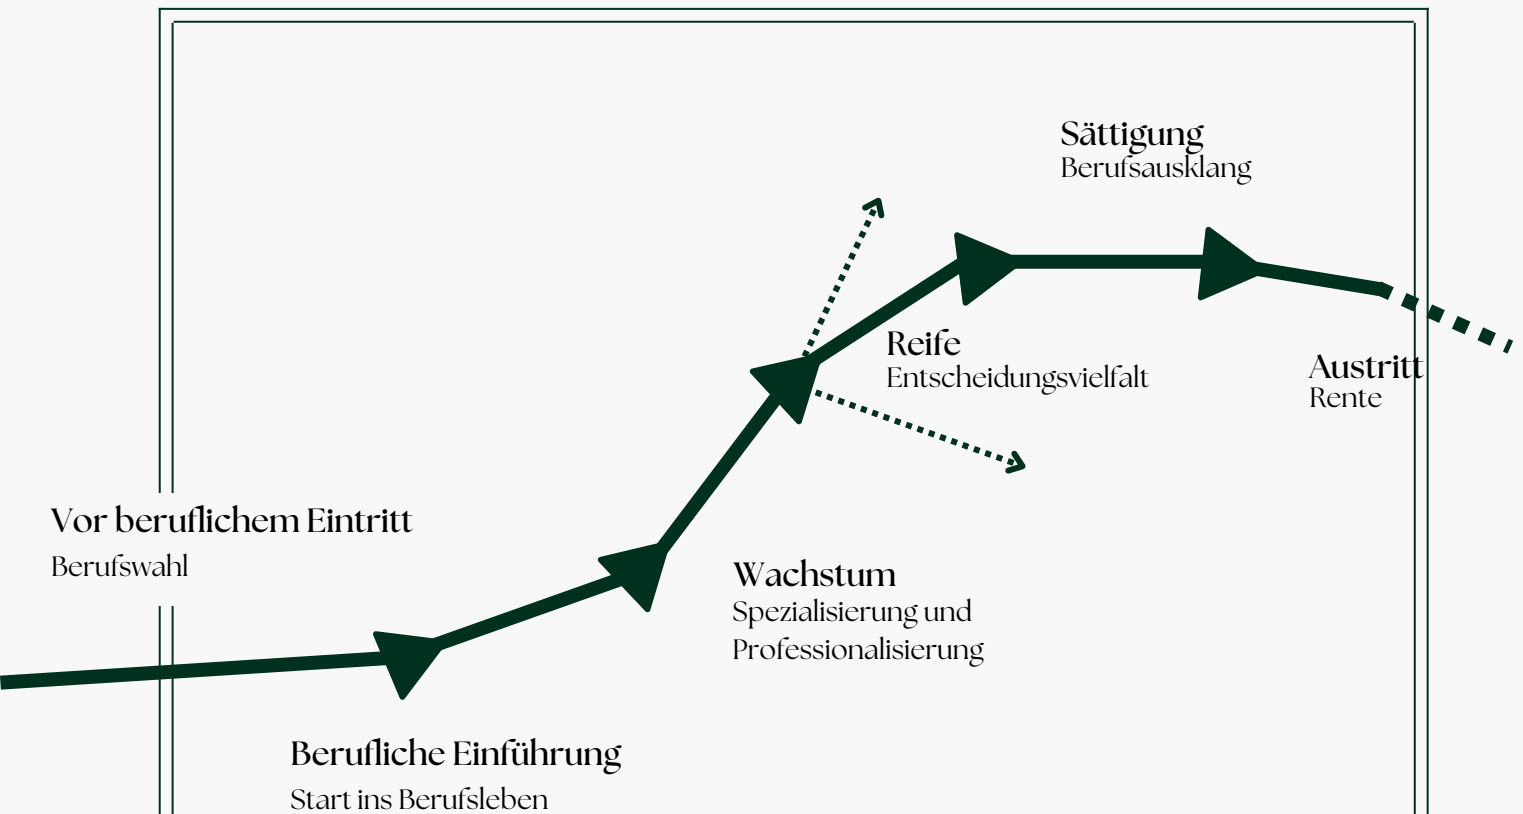 Sättigung
Berufsausklang
Reife
Entscheidungsvielfalt
Austritt
Rente
Vor beruflichem Eintritt
Berufswahl
Wachstum
Spezialisierung und
Professionalisierung
Berufliche Einführung
Start ins Berufsleben